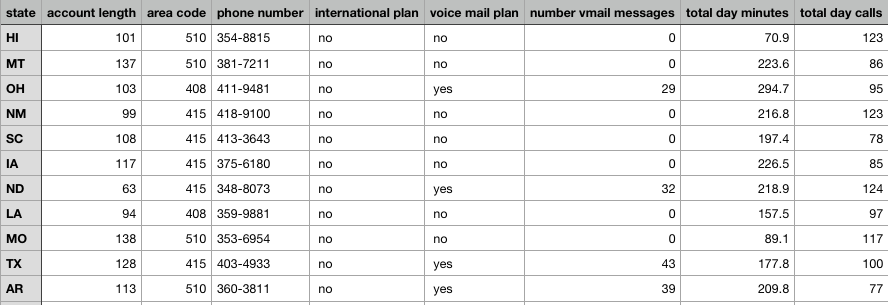 state account length area code phone number international plan voice mail plan number vmail messages total day minutes total day calls
HI 101 510 354-8815 no no 0 70.9 123
MT 137 510 381-7211 no no 0 223.6 86
OH 103 408 411-9481 no yes 29 294.7 95
NM 99 415 418-9100 no no 0 216.8 123
SC 108 415 413-3643 no no 0 197.4 78
IA 117 415 375-6180 no no 0 226.5 85
ND 63 415 348-8073 no yes 32 218.9 124
LA 94 408 359-9881 no no 0 157.5 97
MO 138 510 353-6954 no no 0 89.1 117
TX 128 415 403-4933 no yes 43 177.8 100
AR 113 510 360-3811 no yes 39 209.8 77